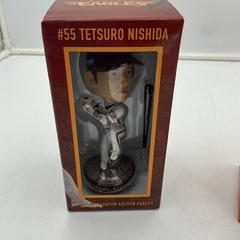 EAGLES
#55 TETSURO NISHIDA
RAKUTEN GOLDEN EAGLES